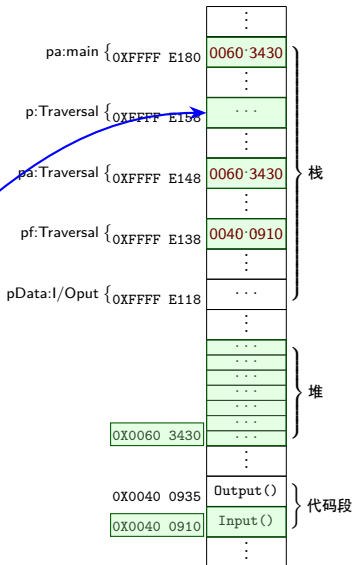 pa:main { 0XFFFF E180 0060 3430
p:Traversal { 0XFFFF E158 ...
pa:Traversal { 0XFFFF E148 0060 3430
栈
pf:Traversal { 0XFFFF E138 0040 0910
pData:I/Oput { 0XFFFF E118 ...
堆
0X0060 3430 ...
0X0040 0935 Output()
代码段
0X0040 0910 Input()